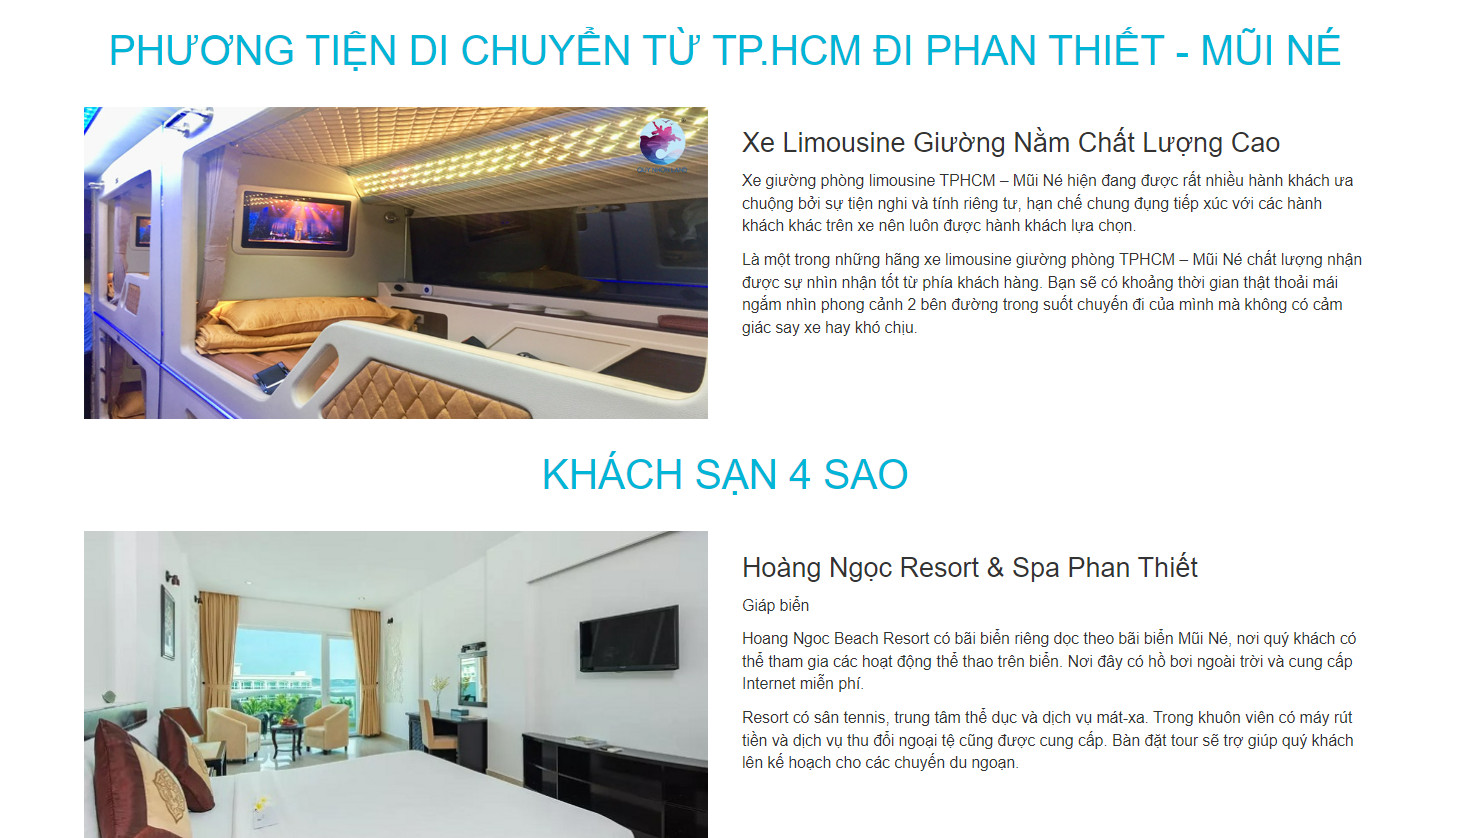 PHƯƠNG TIỆN DI CHUYỂN TỪ TP.HCM ĐI PHAN THIẾT - MŨI NÉ
Xe Limousine Giường Nằm Chất Lượng Cao
Xe giường phòng limousine TPHCM – Mũi Né hiện đang được rất nhiều hành khách ưa
chuộng bởi sự tiện nghi và tính riêng tư, hạn chế chung đụng tiếp xúc với các hành
khách khác trên xe nên luôn được hành khách lựa chọn.
Là một trong những hãng xe limousine giường phòng TPHCM – Mũi Né chất lượng nhận
được sự nhìn nhận tốt từ phía khách hàng. Bạn sẽ có khoảng thời gian thật thoải mái
ngắm nhìn phong cảnh 2 bên đường trong suốt chuyến đi của mình mà không có cảm
giác say xe hay khó chịu.
KHÁCH SẠN 4 SAO
Hoàng Ngọc Resort & Spa Phan Thiết
Giáp biển
Hoang Ngoc Beach Resort có bãi biển riêng dọc theo bãi biển Mũi Né, nơi quý khách có
thể tham gia các hoạt động thể thao trên biển. Nơi đây có hồ bơi ngoài trời và cung cấp
Internet miễn phí.
Resort có sân tennis, trung tâm thể dục và dịch vụ mát-xa. Trong khuôn viên có máy rút
tiền và dịch vụ thu đổi ngoại tệ cũng được cung cấp. Bàn đặt tour sẽ trợ giúp quý khách
lên kế hoạch cho các chuyến du ngoạn.